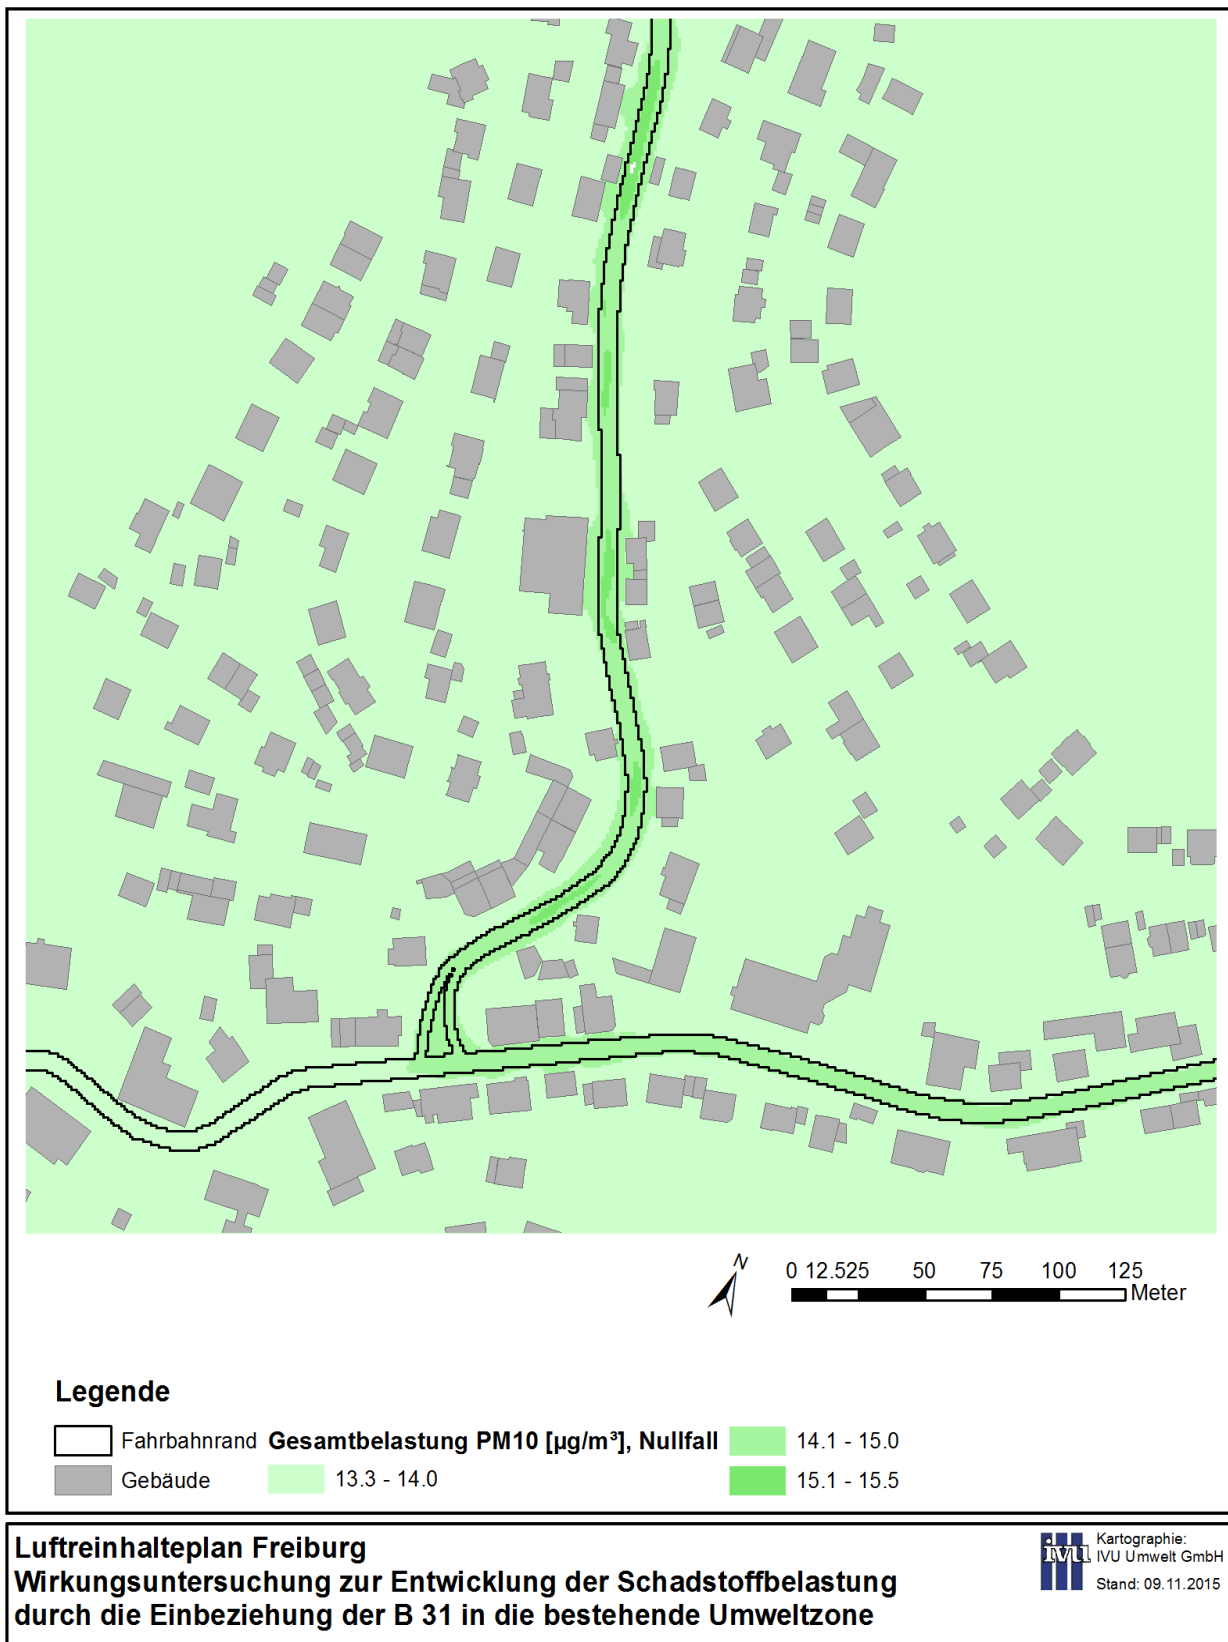 N
0 12.525 50 75 100 125
Meter
Legende
Fahrbahnrand
Gebäude
Gesamtbelastung PM10 [µg/m³], Nullfall
13.3 - 14.0
14.1 - 15.0
15.1 - 15.5
Luftreinhalteplan Freiburg
Wirkungsuntersuchung zur Entwicklung der Schadstoffbelastung
durch die Einbeziehung der B 31 in die bestehende Umweltzone
ivu
Kartographie:
IVU Umwelt GmbH
Stand: 09.11.2015